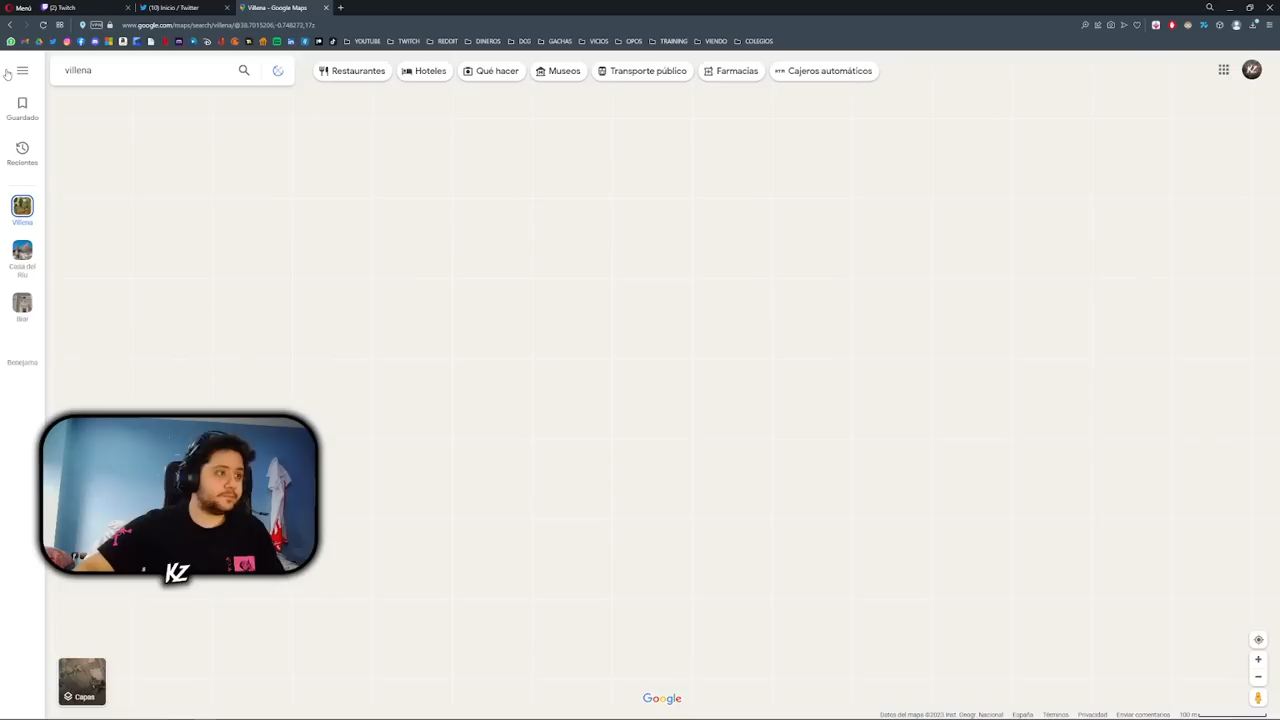 Menú
Twitch
(10) Inicio / Twitter
Villena - Google Maps
VPN
www.google.com/maps/search/villena/@38.7015206,-0.748272,17z
YOUTUBE
TWITCH
REDDIT
DINEROS
DCG
GACHAS
VICIOS
OPOS
TRAINING
VIENDO
COLEGIOS
villena
Restaurantes
Hoteles
Qué hacer
Museos
Transporte público
Farmacias
Cajeros automáticos
KZ
Guardado
Recientes
Villena
Casa del
Riu
Biar
Benejama
KZ
Capas
Google
Datos del mapa ©2023 Inst. Geogr. Nacional
España
Términos
Privacidad
Enviar comentarios
100 m